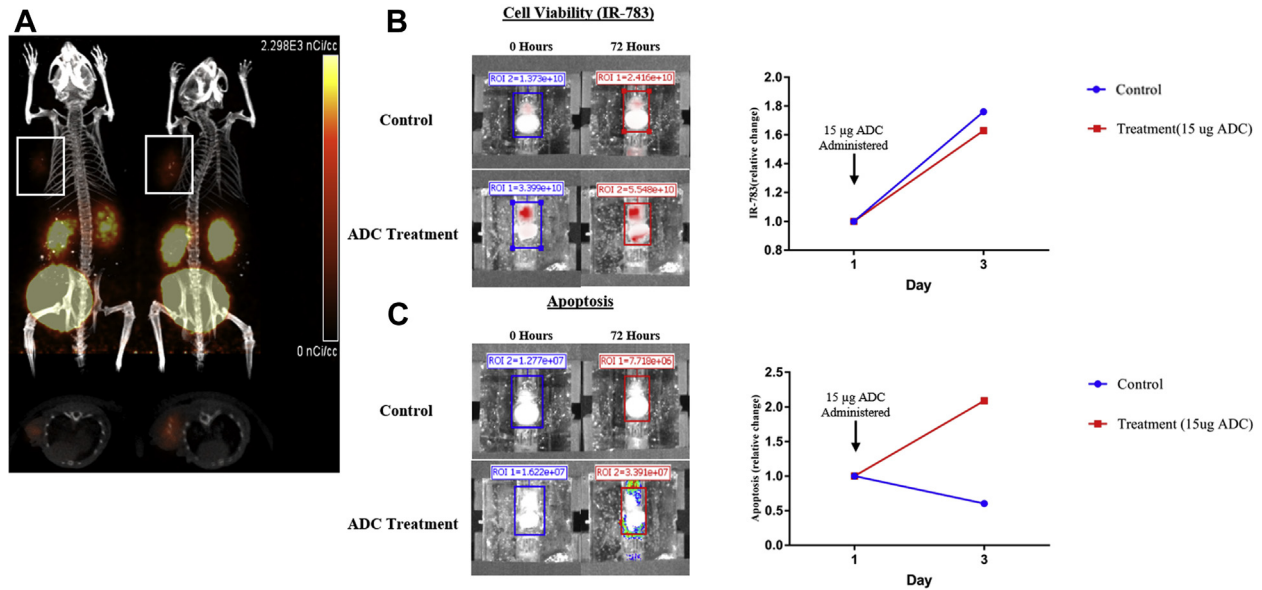 A
2.298E3 nCi/cc
0 nCi/cc
B
Cell Viability (IR-783)
0 Hours
72 Hours
Control
ROI 2=1.373e+10
ROI 1=2.416e+10
ADC Treatment
ROI 1=3.399e+10
ROI 2=5.548e+10
IR-783(relative change)
2.0
1.8
1.6
1.4
1.2
1.0
0.8
15 µg ADC
Administered
1
3
Day
Control
Treatment(15 ug ADC)
C
Apoptosis
0 Hours
72 Hours
Control
ROI 2=1.277e+07
ROI 1=7.718e+06
ADC Treatment
ROI 1=1.622e+07
ROI 2=3.391e+07
Apoptosis (relative change)
2.5
2.0
1.5
1.0
0.5
0.0
15 µg ADC
Administered
1
3
Day
Control
Treatment (15ug ADC)